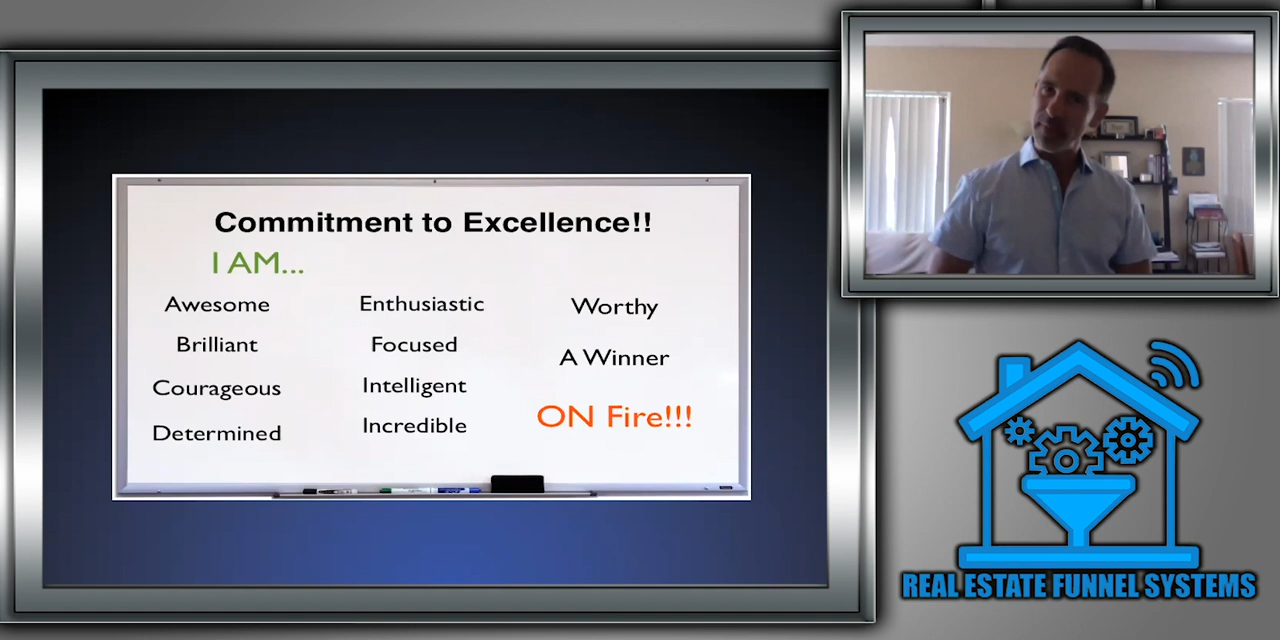 Commitment to Excellence!!
I AM...
Awesome
Brilliant
Courageous
Determined
Enthusiastic
Focused
Intelligent
Incredible
Worthy
A Winner
ON Fire!!!
REAL ESTATE FUNNEL SYSTEMS